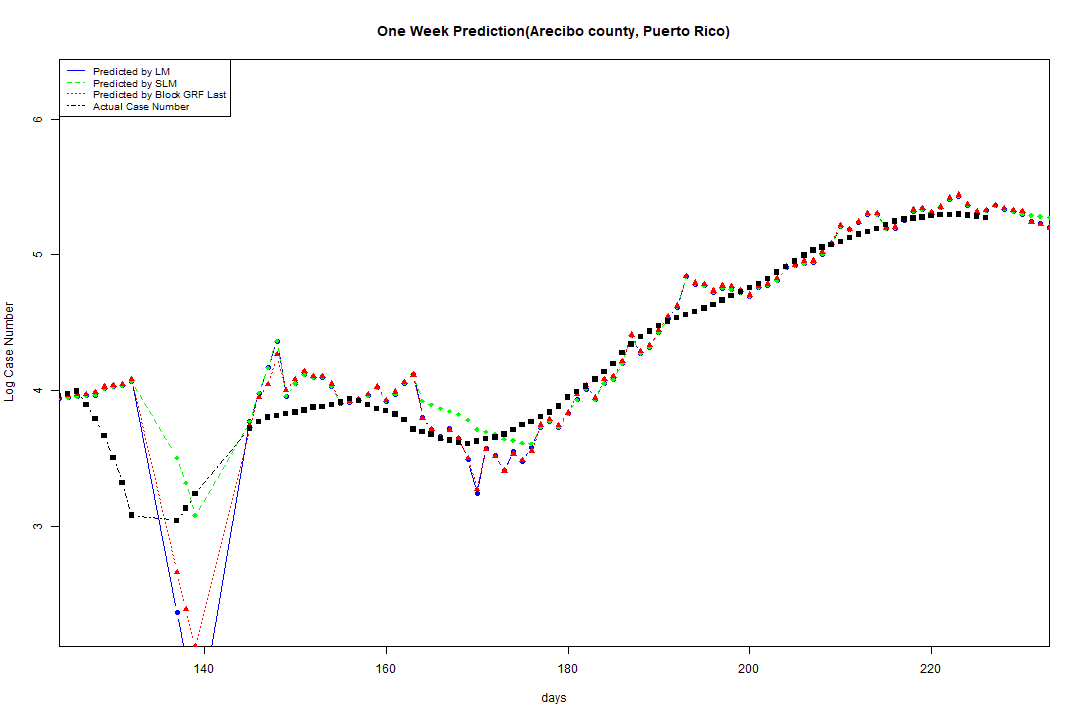 One Week Prediction(Arecibo county, Puerto Rico)
Predicted by LM
Predicted by SLM
Predicted by Block GRF Last
Actual Case Number
6
5
4
3
Log Case Number
140 160 180 200 220
days